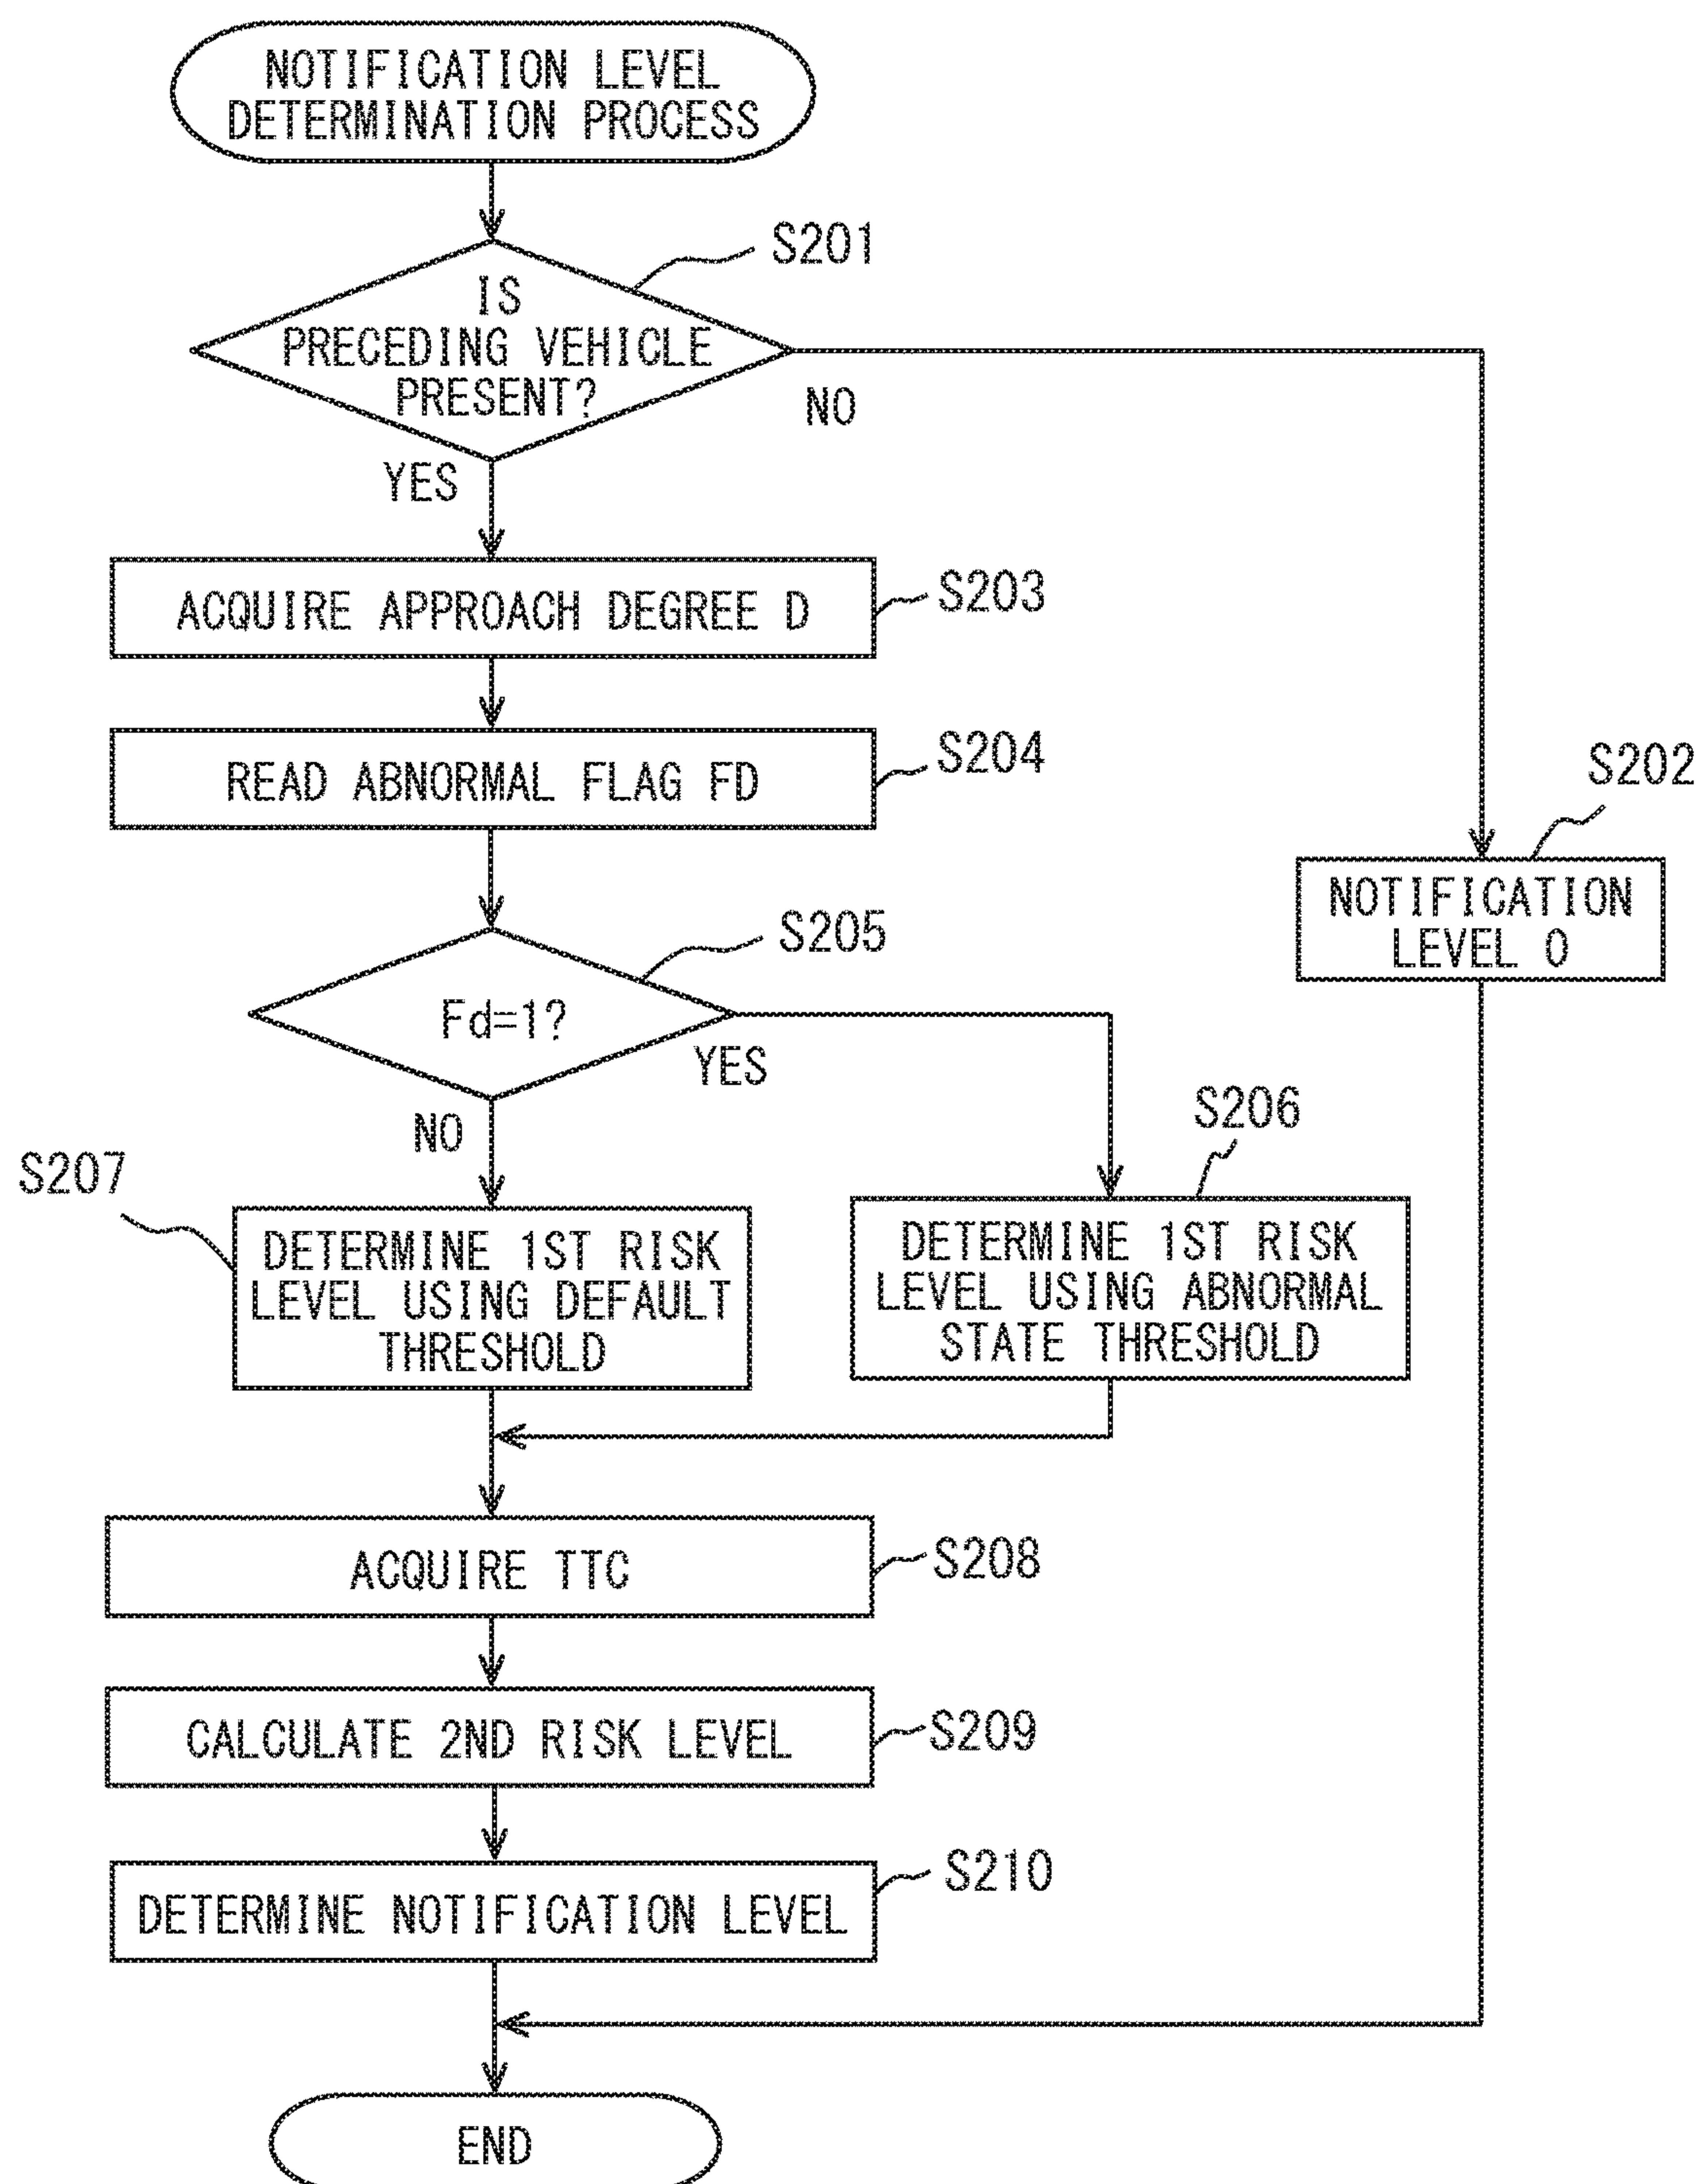 NOTIFICATION LEVEL
DETERMINATION PROCESS
S201
IS
PRECEDING VEHICLE
PRESENT?
NO
YES
ACQUIRE APPROACH DEGREE D
S203
READ ABNORMAL FLAG FD
S204
S202
NOTIFICATION
LEVEL 0
S205
Fd=1?
YES
NO
S206
S207
DETERMINE 1ST RISK
LEVEL USING ABNORMAL
STATE THRESHOLD
DETERMINE 1ST RISK
LEVEL USING DEFAULT
THRESHOLD
ACQUIRE TTC
S208
CALCULATE 2ND RISK LEVEL
S209
DETERMINE NOTIFICATION LEVEL
S210
END